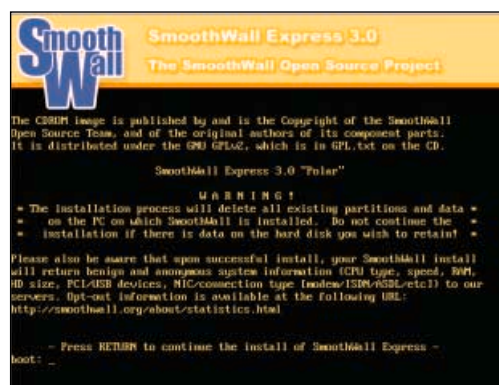 Smooth
Wall
SmoothWall Express 3.0
The SmoothWall Open Source Project
The CDROM image is published by and is the Copyright of the SmoothWall
Open Source Team, and of the original authors of its component parts.
It is distributed under the GNU GPLv2, which is in GPL.txt on the CD.
SmoothWall Express 3.0 "Polar"
W A R N I N G !
* The installation process will delete all existing partitions and data *
* on the PC on which SmoothWall is installed. Do not continue the *
* installation if there is data on the hard disk you wish to retain! *
Please also be aware that upon successful install, your SmoothWall install
will return benign and anonymous system information (CPU type, speed, RAM,
HD size, PCI/USB devices, NIC/connection type [modem/ISDN/ADSL/etc]) to our
servers. Opt-out information is available at the following URL:
http://smoothwall.org/about/statistics.html
- Press RETURN to continue the install of SmoothWall Express -
boot: _